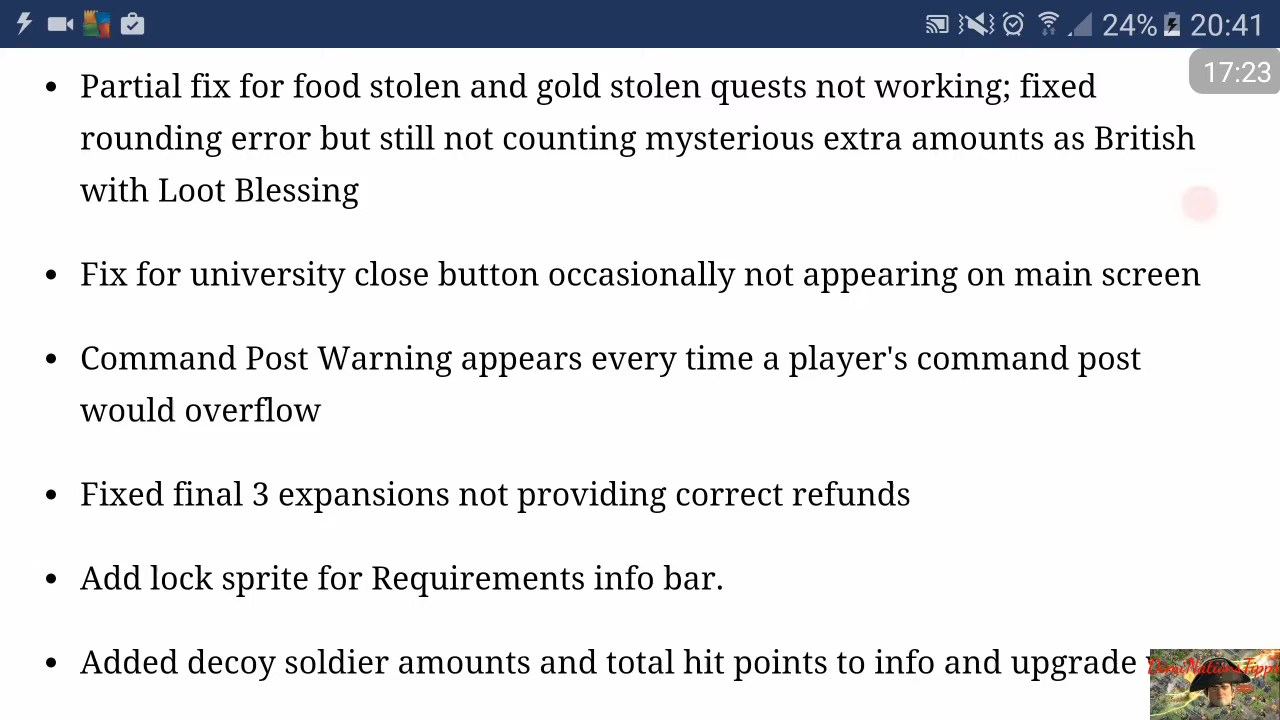 24% 20:41
17:23
• Partial fix for food stolen and gold stolen quests not working; fixed
rounding error but still not counting mysterious extra amounts as British
with Loot Blessing
• Fix for university close button occasionally not appearing on main screen
• Command Post Warning appears every time a player's command post
would overflow
• Fixed final 3 expansions not providing correct refunds
• Add lock sprite for Requirements info bar.
• Added decoy soldier amounts and total hit points to info and upgrade
DomiNationsTipps